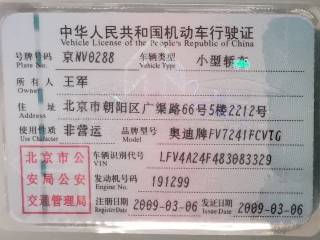 中华人民共和国机动车行驶证
Vehicle License of the People's Republic of China
号牌号码 京NV0288 车辆类型 小型轿车
Plate No. Vehicle Type
所有人 王军
Owner
住址 北京市朝阳区广渠路66号5楼2212号
Address
使用性质 非营运 品牌型号 奥迪牌FV7241FCVTG
Use Character Model
北京市公安局公安交通管理局
车辆识别代号 LFV4A24F483083329
VIN
发动机号码 191299
Engine No.
注册日期 2009-03-06 发证日期 2009-03-06
Register Date Issue Date